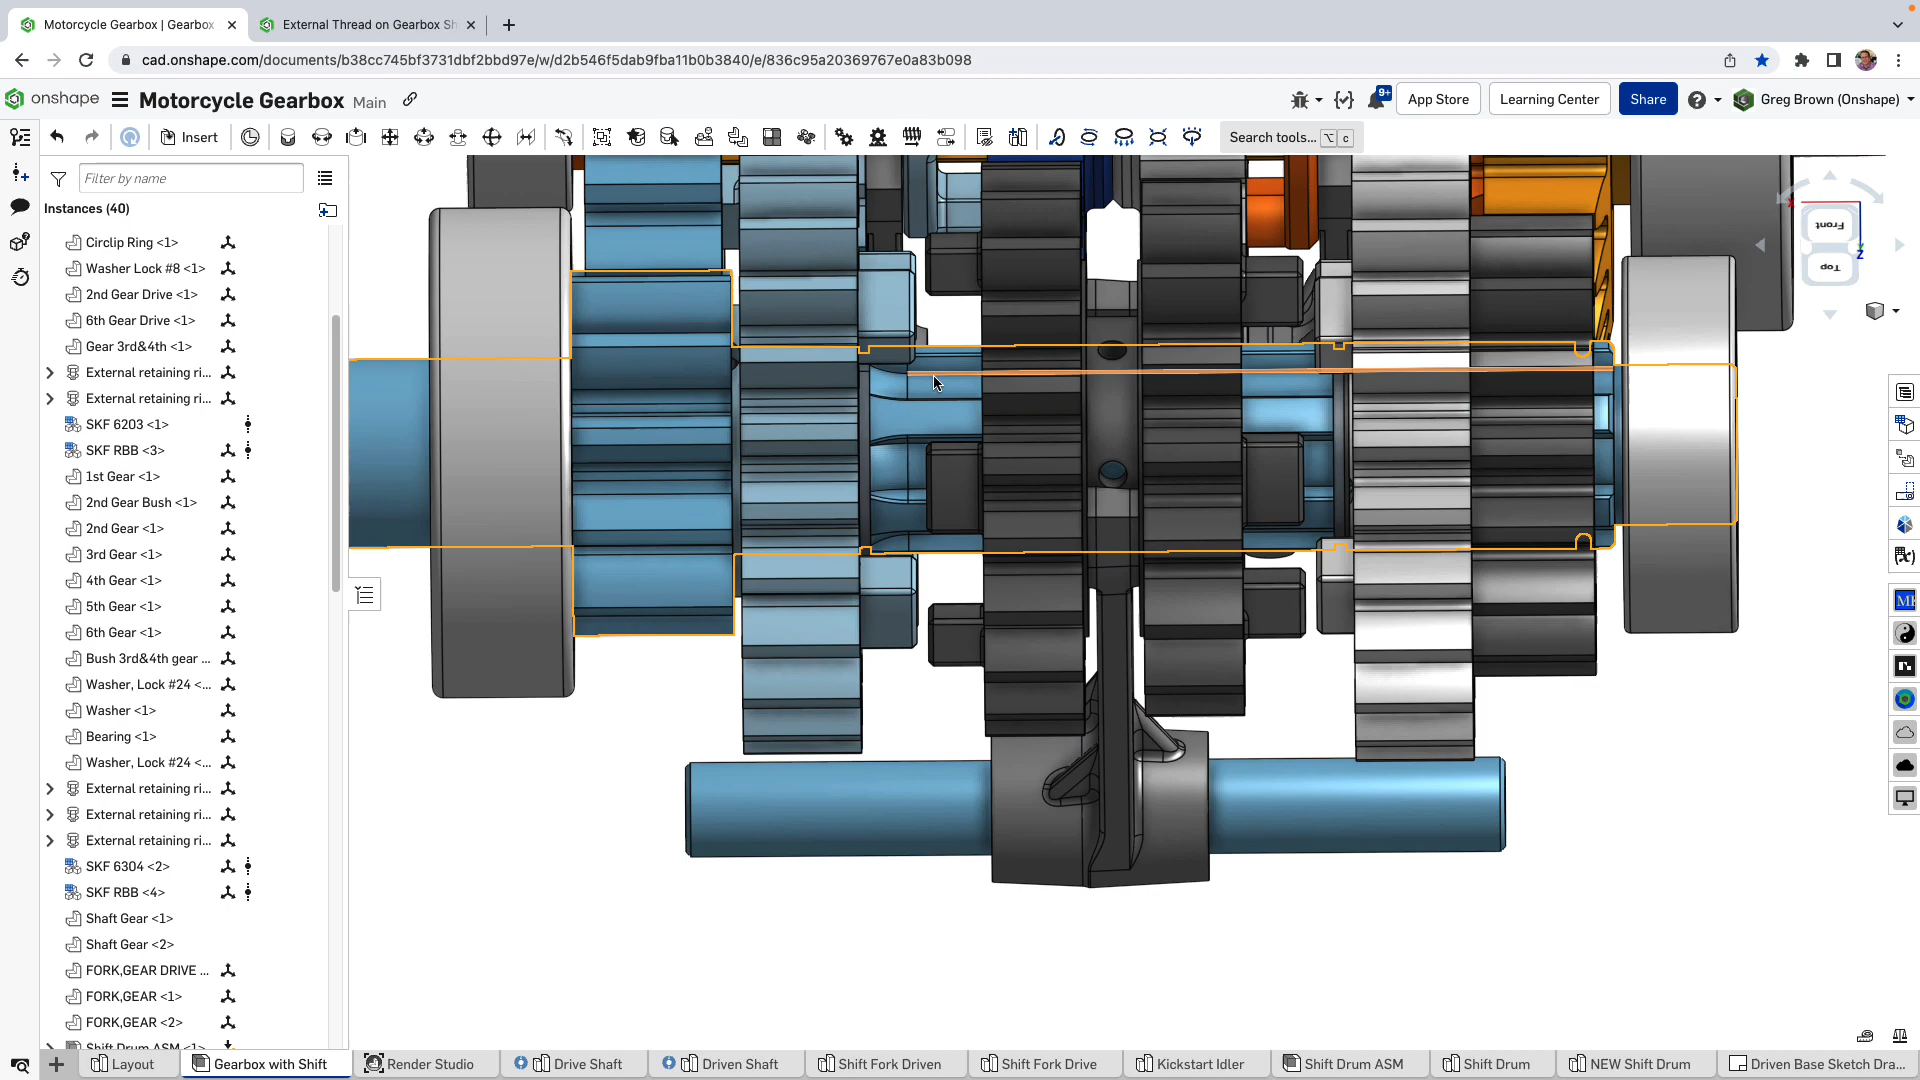 Motorcycle Gearbox | Gearbox
External Thread on Gearbox Sh
cad.onshape.com/documents/b38cc745bf3731dbf2bbd97e/w/d2b546f5dab9fba11b0b3840/e/836c95a20369767e0a83b098
onshape
Motorcycle Gearbox Main
9+
App Store
Learning Center
Share
Greg Brown (Onshape)
Insert
Search tools... ⌥ c
Filter by name
Instances (40)
Circlip Ring <1>
Washer Lock #8 <1>
2nd Gear Drive <1>
6th Gear Drive <1>
Gear 3rd&4th <1>
External retaining ri...
External retaining ri...
SKF 6203 <1>
SKF RBB <3>
1st Gear <1>
2nd Gear Bush <1>
2nd Gear <1>
3rd Gear <1>
4th Gear <1>
5th Gear <1>
6th Gear <1>
Bush 3rd&4th gear ...
Washer, Lock #24 <...
Washer <1>
Bearing <1>
Washer, Lock #24 <...
External retaining ri...
External retaining ri...
External retaining ri...
SKF 6304 <2>
SKF RBB <4>
Shaft Gear <1>
Shaft Gear <2>
FORK,GEAR DRIVE ...
FORK,GEAR <1>
FORK,GEAR <2>
Shift Drum ASM <1>
Front
Top
X
Z
Layout
Gearbox with Shift
Render Studio
Drive Shaft
Driven Shaft
Shift Fork Driven
Shift Fork Drive
Kickstart Idler
Shift Drum ASM
Shift Drum
NEW Shift Drum
Driven Base Sketch Dra...